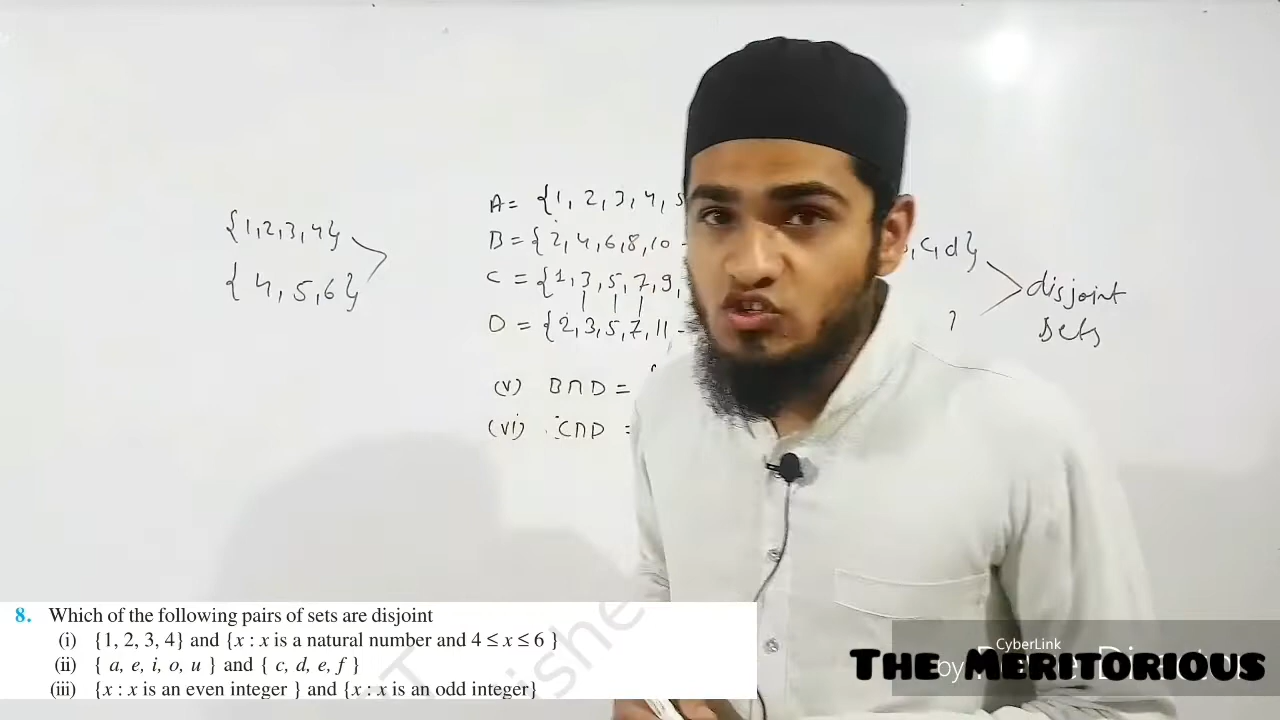 {1,2,3,4}
{4,5,6}
A= {1, 2, 3, 4, 5
B = {2, 4, 6, 8, 10 -
C = {1, 3, 5, 7, 9,
D = {2, 3, 5, 7, 11 -
(v) B∩D =
(vi) C∩D =
, c, d}
disjoint
sets
8. Which of the following pairs of sets are disjoint
(i) {1, 2, 3, 4} and {x : x is a natural number and 4 ≤ x ≤ 6 }
(ii) { a, e, i, o, u } and { c, d, e, f }
(iii) {x : x is an even integer } and {x : x is an odd integer}
CyberLink
by
THE MERITORIOUS